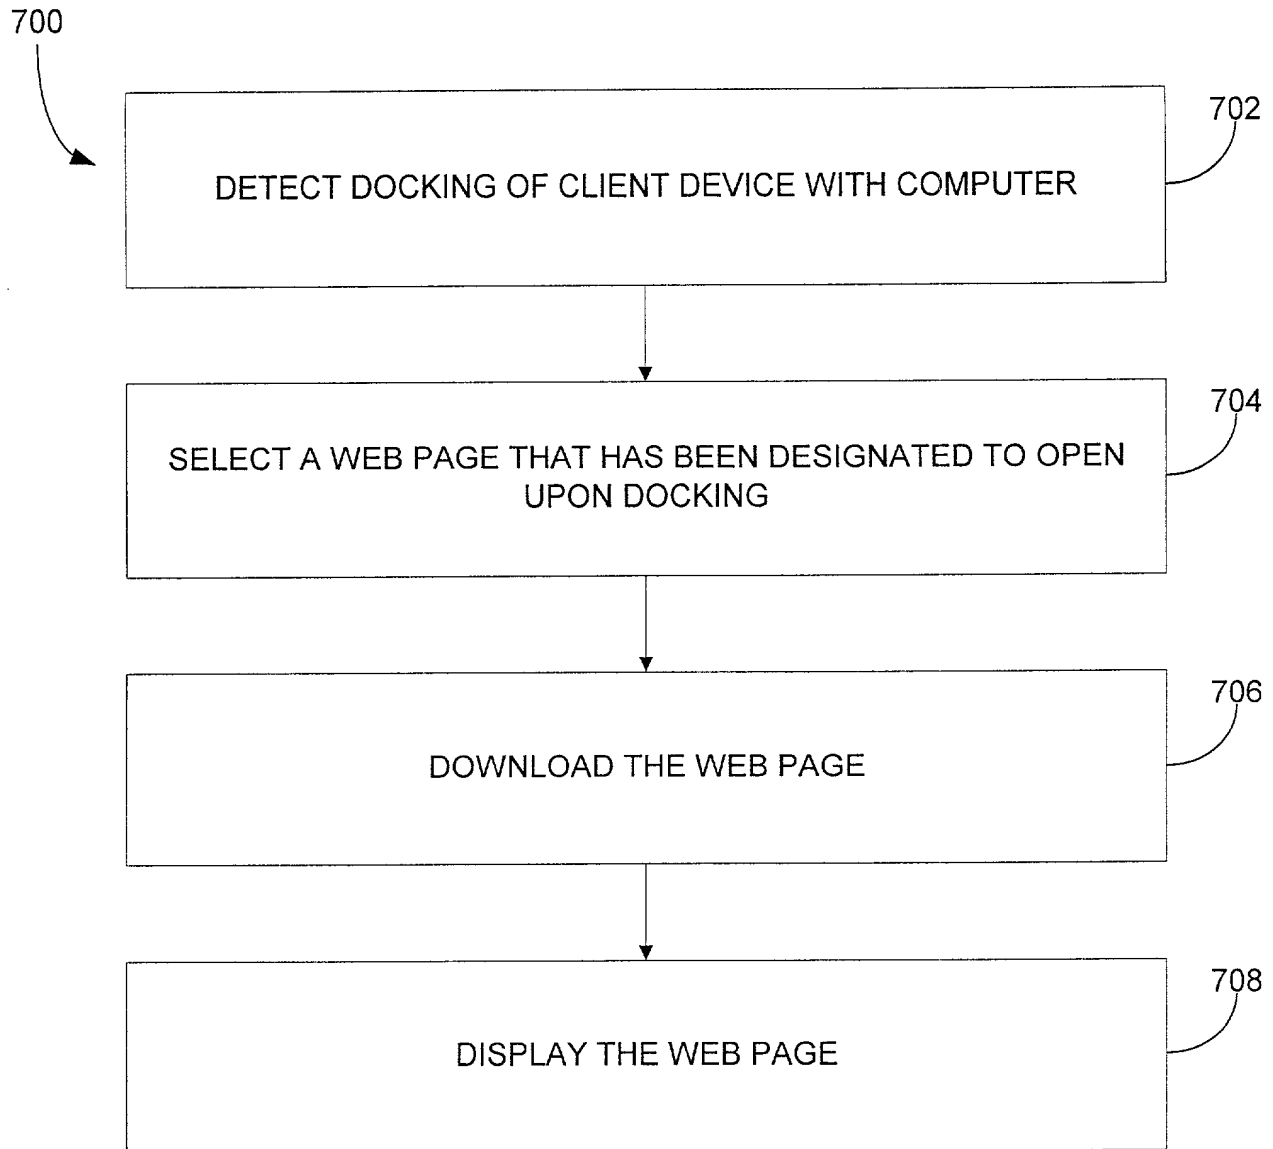 700
702
DETECT DOCKING OF CLIENT DEVICE WITH COMPUTER
704
SELECT A WEB PAGE THAT HAS BEEN DESIGNATED TO OPEN
UPON DOCKING
706
DOWNLOAD THE WEB PAGE
708
DISPLAY THE WEB PAGE